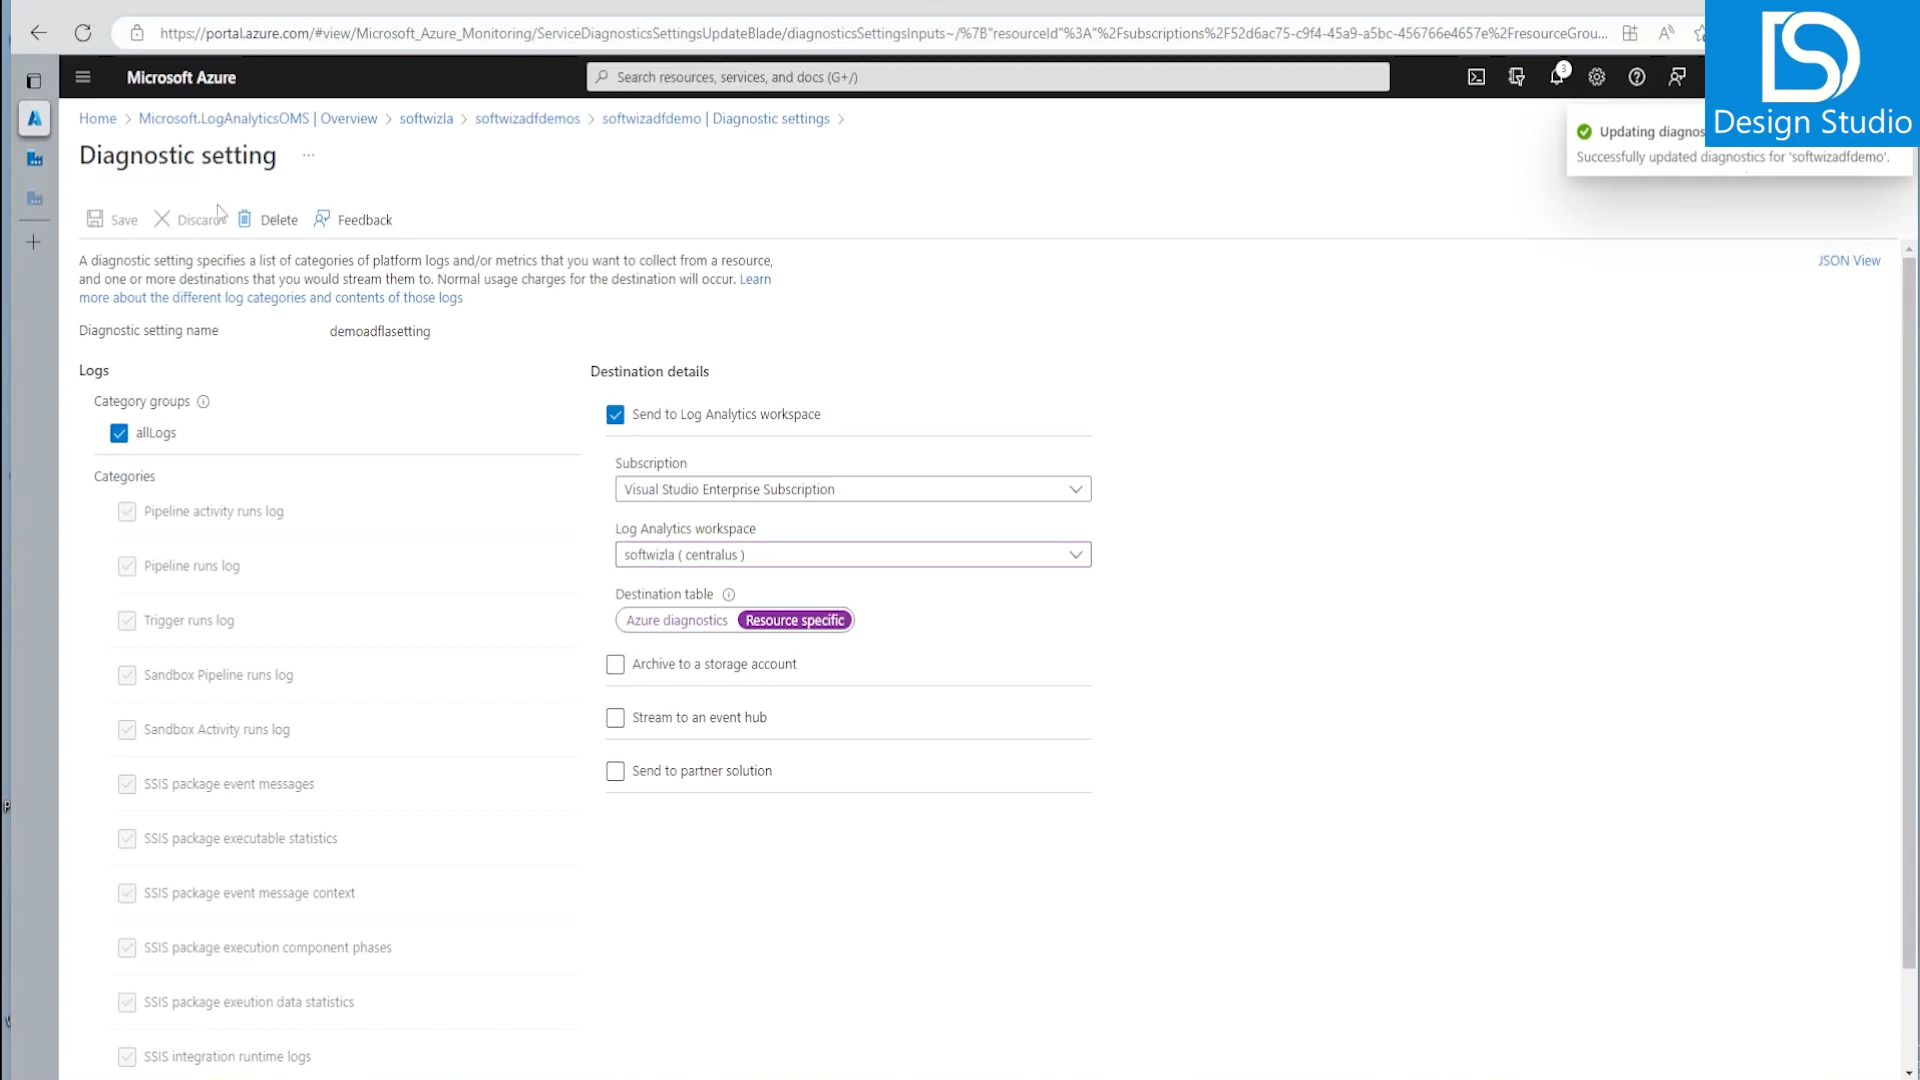 https://portal.azure.com/#view/Microsoft_Azure_Monitoring/ServiceDiagnosticsSettingsUpdateBlade/diagnosticsSettingsInputs~/%7B"resourceId"%3A"%2Fsubscriptions%2F52d6ac75-c9f4-45a9-a5bc-456766e4657e%2FresourceGrou...
Microsoft Azure
Search resources, services, and docs (G+/)
3
Design Studio
Home > Microsoft.LogAnalyticsOMS | Overview > softwizla > softwizadfdemos > softwizadfdemo | Diagnostic settings >
Updating diagnos
Successfully updated diagnostics for 'softwizadfdemo'.
Diagnostic setting ...
Save Discard Delete Feedback
A diagnostic setting specifies a list of categories of platform logs and/or metrics that you want to collect from a resource,
and one or more destinations that you would stream them to. Normal usage charges for the destination will occur. Learn
more about the different log categories and contents of those logs
JSON View
Diagnostic setting name demoadflasetting
Logs
Category groups
allLogs
Categories
Pipeline activity runs log
Pipeline runs log
Trigger runs log
Sandbox Pipeline runs log
Sandbox Activity runs log
SSIS package event messages
SSIS package executable statistics
SSIS package event message context
SSIS package execution component phases
SSIS package exeution data statistics
SSIS integration runtime logs
Destination details
Send to Log Analytics workspace
Subscription
Visual Studio Enterprise Subscription
Log Analytics workspace
softwizla ( centralus )
Destination table
Azure diagnostics Resource specific
Archive to a storage account
Stream to an event hub
Send to partner solution